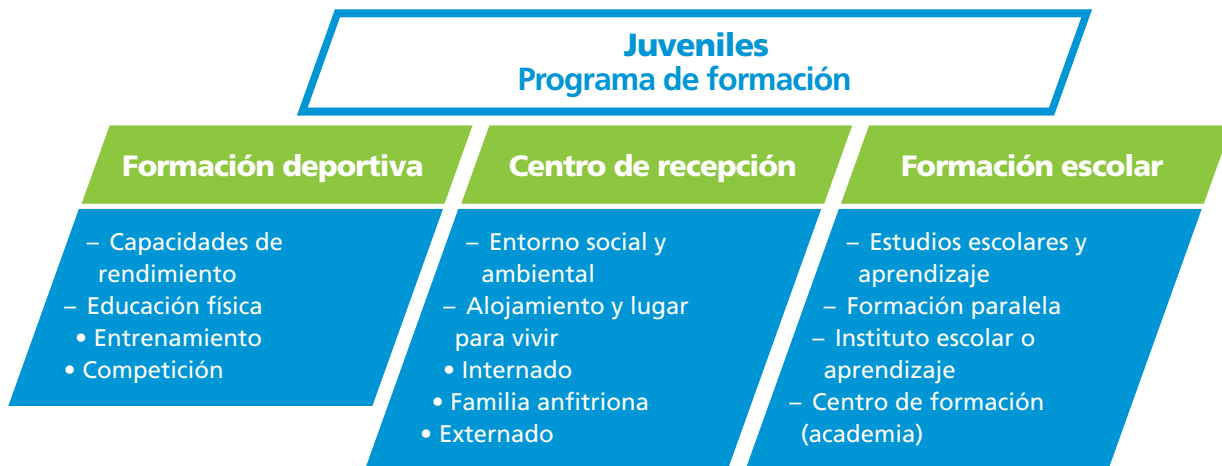 Juveniles
Programa de formación
Formación deportiva
– Capacidades de
rendimiento
– Educación física
• Entrenamiento
• Competición
Centro de recepción
– Entorno social y
ambiental
– Alojamiento y lugar
para vivir
• Internado
• Familia anfitriona
• Externado
Formación escolar
– Estudios escolares y
aprendizaje
– Formación paralela
– Instituto escolar o
aprendizaje
– Centro de formación
(academia)